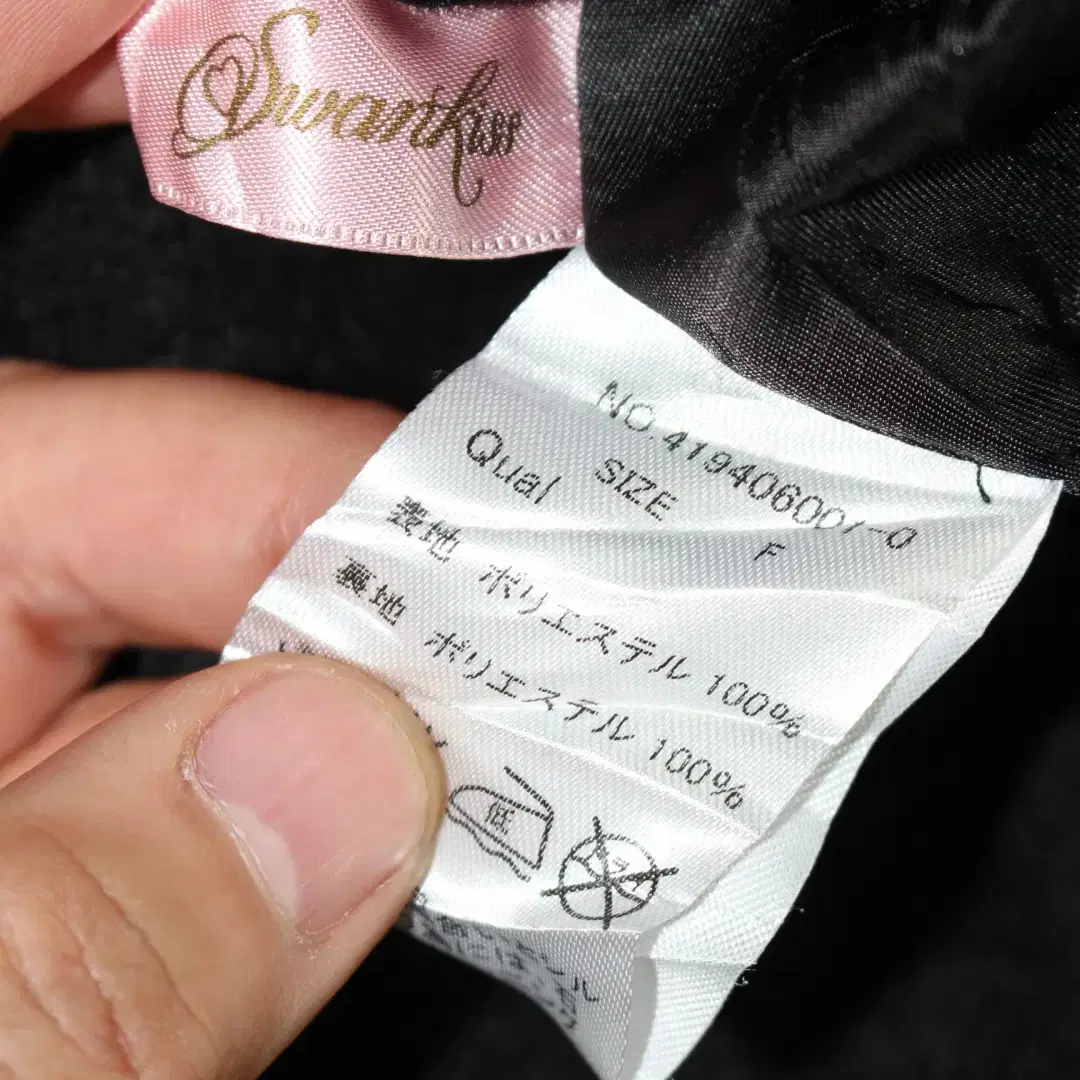 Swankiss
NO.41940600/-0
SIZE F
Qual
表地 ポリエステル 100%
裏地 ポリエステル 100%
低